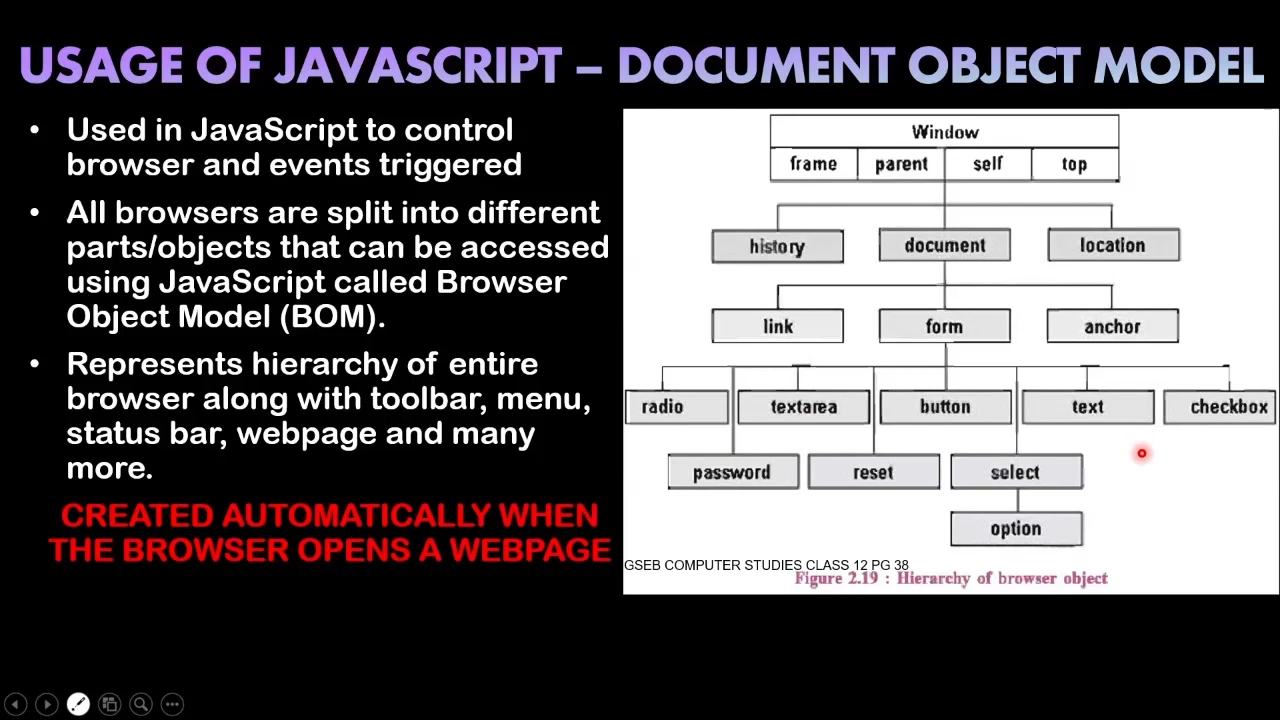 USAGE OF JAVASCRIPT – DOCUMENT OBJECT MODEL
• Used in JavaScript to control
browser and events triggered
• All browsers are split into different
parts/objects that can be accessed
using JavaScript called Browser
Object Model (BOM).
• Represents hierarchy of entire
browser along with toolbar, menu,
status bar, webpage and many
more.
CREATED AUTOMATICALLY WHEN
THE BROWSER OPENS A WEBPAGE
Window
frame parent self top
history document location
link form anchor
radio textarea button text checkbox
password reset select
option
GSEB COMPUTER STUDIES CLASS 12 PG 38
Figure 2.19 : Hierarchy of browser object